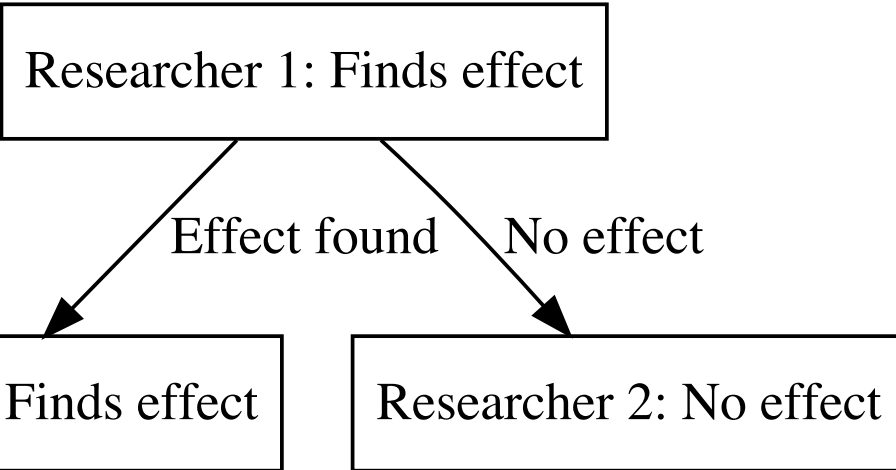 Researcher 1: Finds effect
Effect found
No effect
Finds effect
Researcher 2: No effect